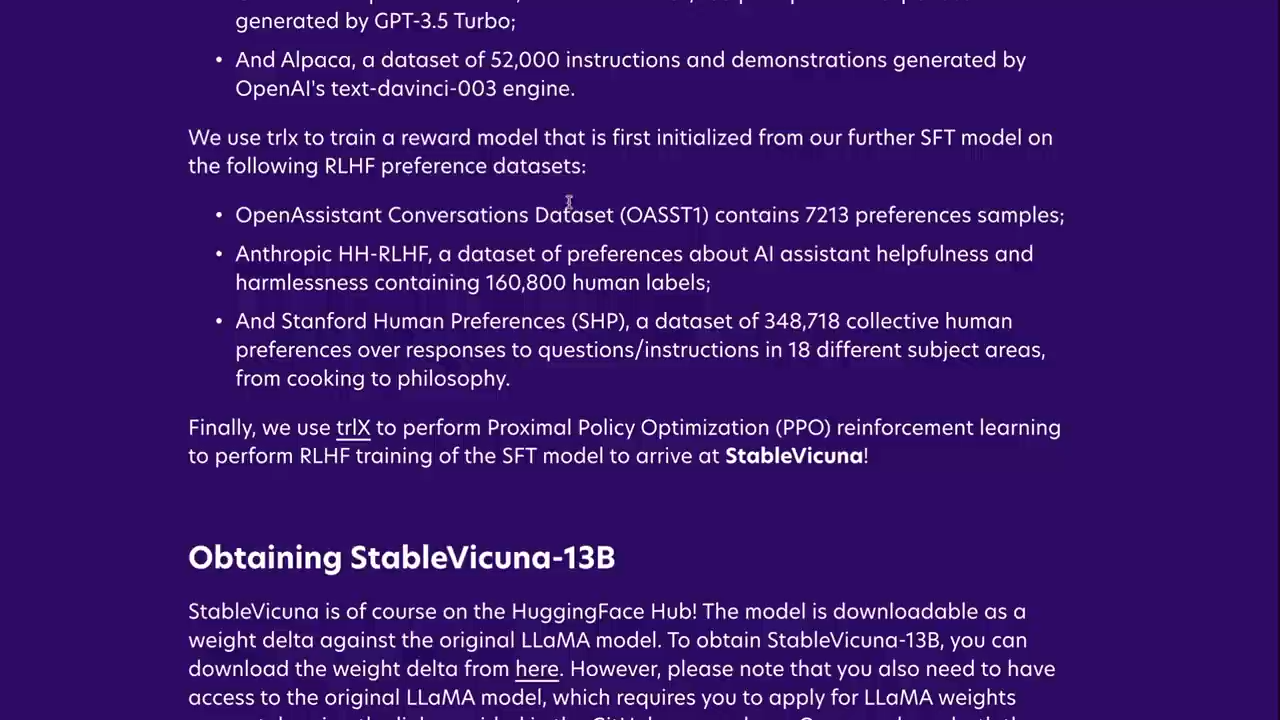 generated by GPT-3.5 Turbo;
• And Alpaca, a dataset of 52,000 instructions and demonstrations generated by
OpenAI's text-davinci-003 engine.
We use trlx to train a reward model that is first initialized from our further SFT model on
the following RLHF preference datasets:
• OpenAssistant Conversations Dataset (OASST1) contains 7213 preferences samples;
• Anthropic HH-RLHF, a dataset of preferences about AI assistant helpfulness and
harmlessness containing 160,800 human labels;
• And Stanford Human Preferences (SHP), a dataset of 348,718 collective human
preferences over responses to questions/instructions in 18 different subject areas,
from cooking to philosophy.
Finally, we use trlX to perform Proximal Policy Optimization (PPO) reinforcement learning
to perform RLHF training of the SFT model to arrive at StableVicuna!
Obtaining StableVicuna-13B
StableVicuna is of course on the HuggingFace Hub! The model is downloadable as a
weight delta against the original LLaMA model. To obtain StableVicuna-13B, you can
download the weight delta from here. However, please note that you also need to have
access to the original LLaMA model, which requires you to apply for LLaMA weights